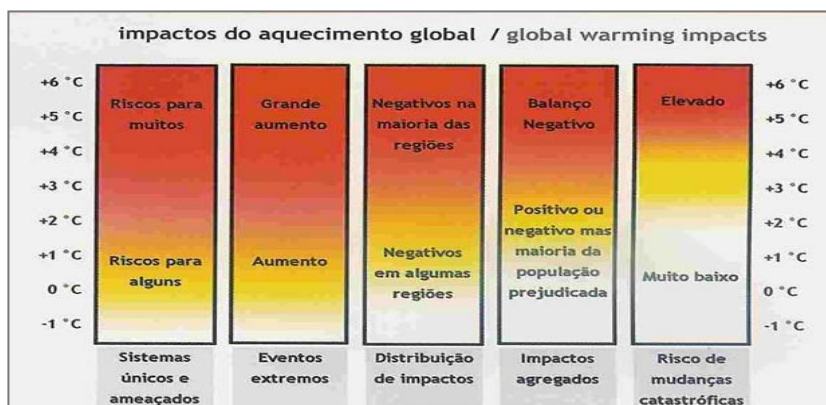 impactos do aquecimento global / global warming impacts
+6 °C
+5 °C
+4 °C
+3 °C
+2 °C
+1 °C
0 °C
-1 °C
Riscos para
muitos
Riscos para
alguns
Sistemas
únicos e
ameaçados
Grande
aumento
Aumento
Eventos
extremos
Negativos na
maioria das
regiões
Negativos
em algumas
regiões
Distribuição
de impactos
Balanço
Negativo
Positivo ou
negativo mas
maioria da
população
prejudicada
Impactos
agregados
Elevado
Muito baixo
Risco de
mudanças
catastróficas
+6 °C
+5 °C
+4 °C
+3 °C
+2 °C
+1 °C
0 °C
-1 °C